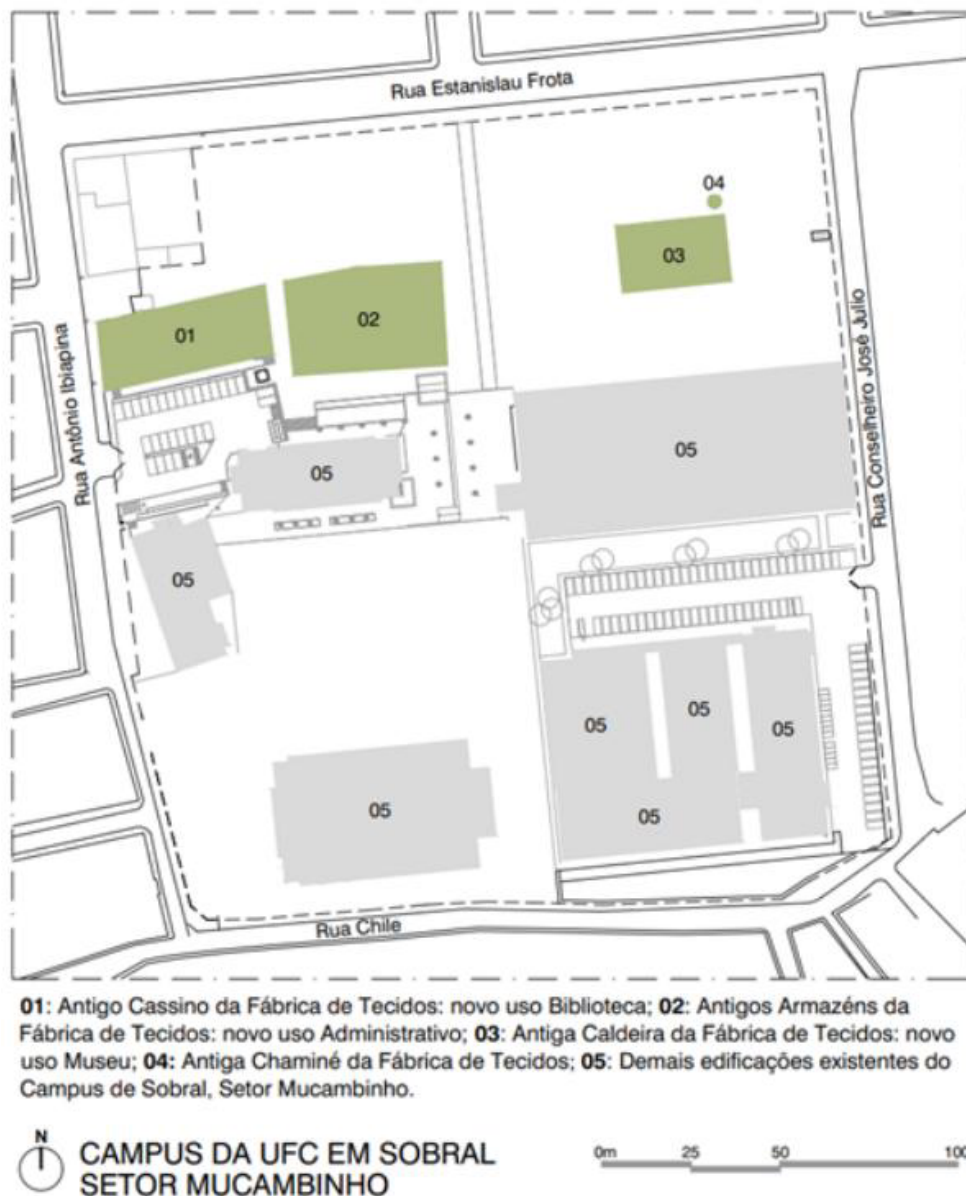 Rua Estanislau Frota
04
03
02
01
Rua Antônio Ibiapina
Rua Conselheiro José Julio
05
05
05
05
05
05
05
05
Rua Chile
01: Antigo Cassino da Fábrica de Tecidos: novo uso Biblioteca; 02: Antigos Armazéns da
Fábrica de Tecidos: novo uso Administrativo; 03: Antiga Caldeira da Fábrica de Tecidos: novo
uso Museu; 04: Antiga Chaminé da Fábrica de Tecidos; 05: Demais edificações existentes do
Campus de Sobral, Setor Mucambinho.
N
CAMPUS DA UFC EM SOBRAL
SETOR MUCAMBINHO
0m 25 50 100